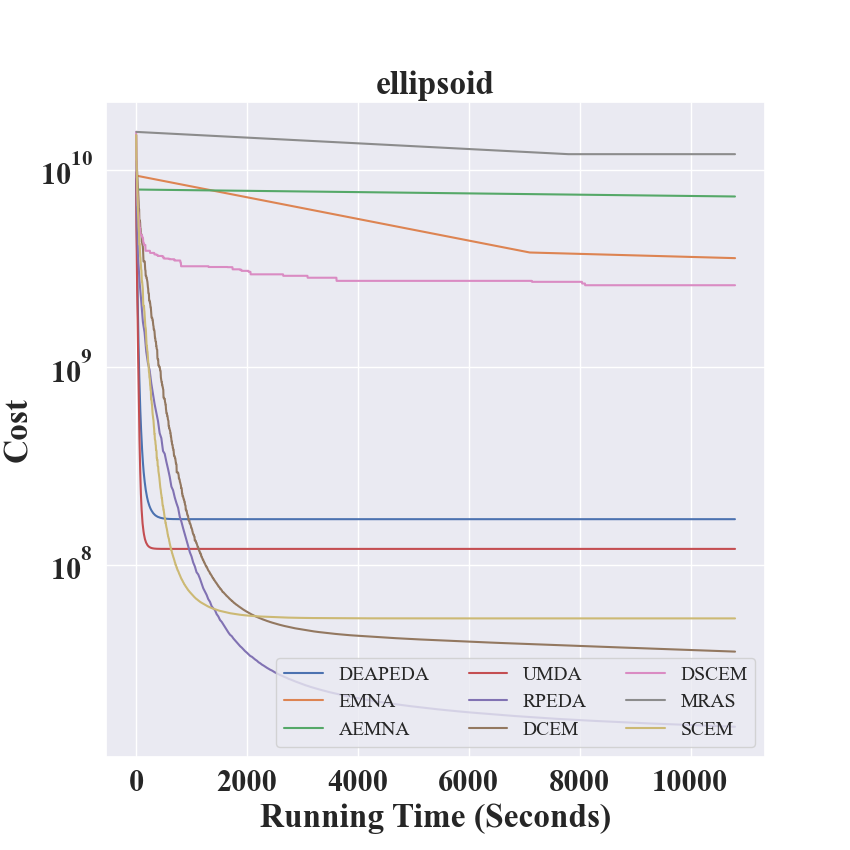 ellipsoid
10^10
10^9
10^8
Cost
DEAPEDA UMDA DSCEM
EMNA RPEDA MRAS
AEMNA DCEM SCEM
0 2000 4000 6000 8000 10000
Running Time (Seconds)